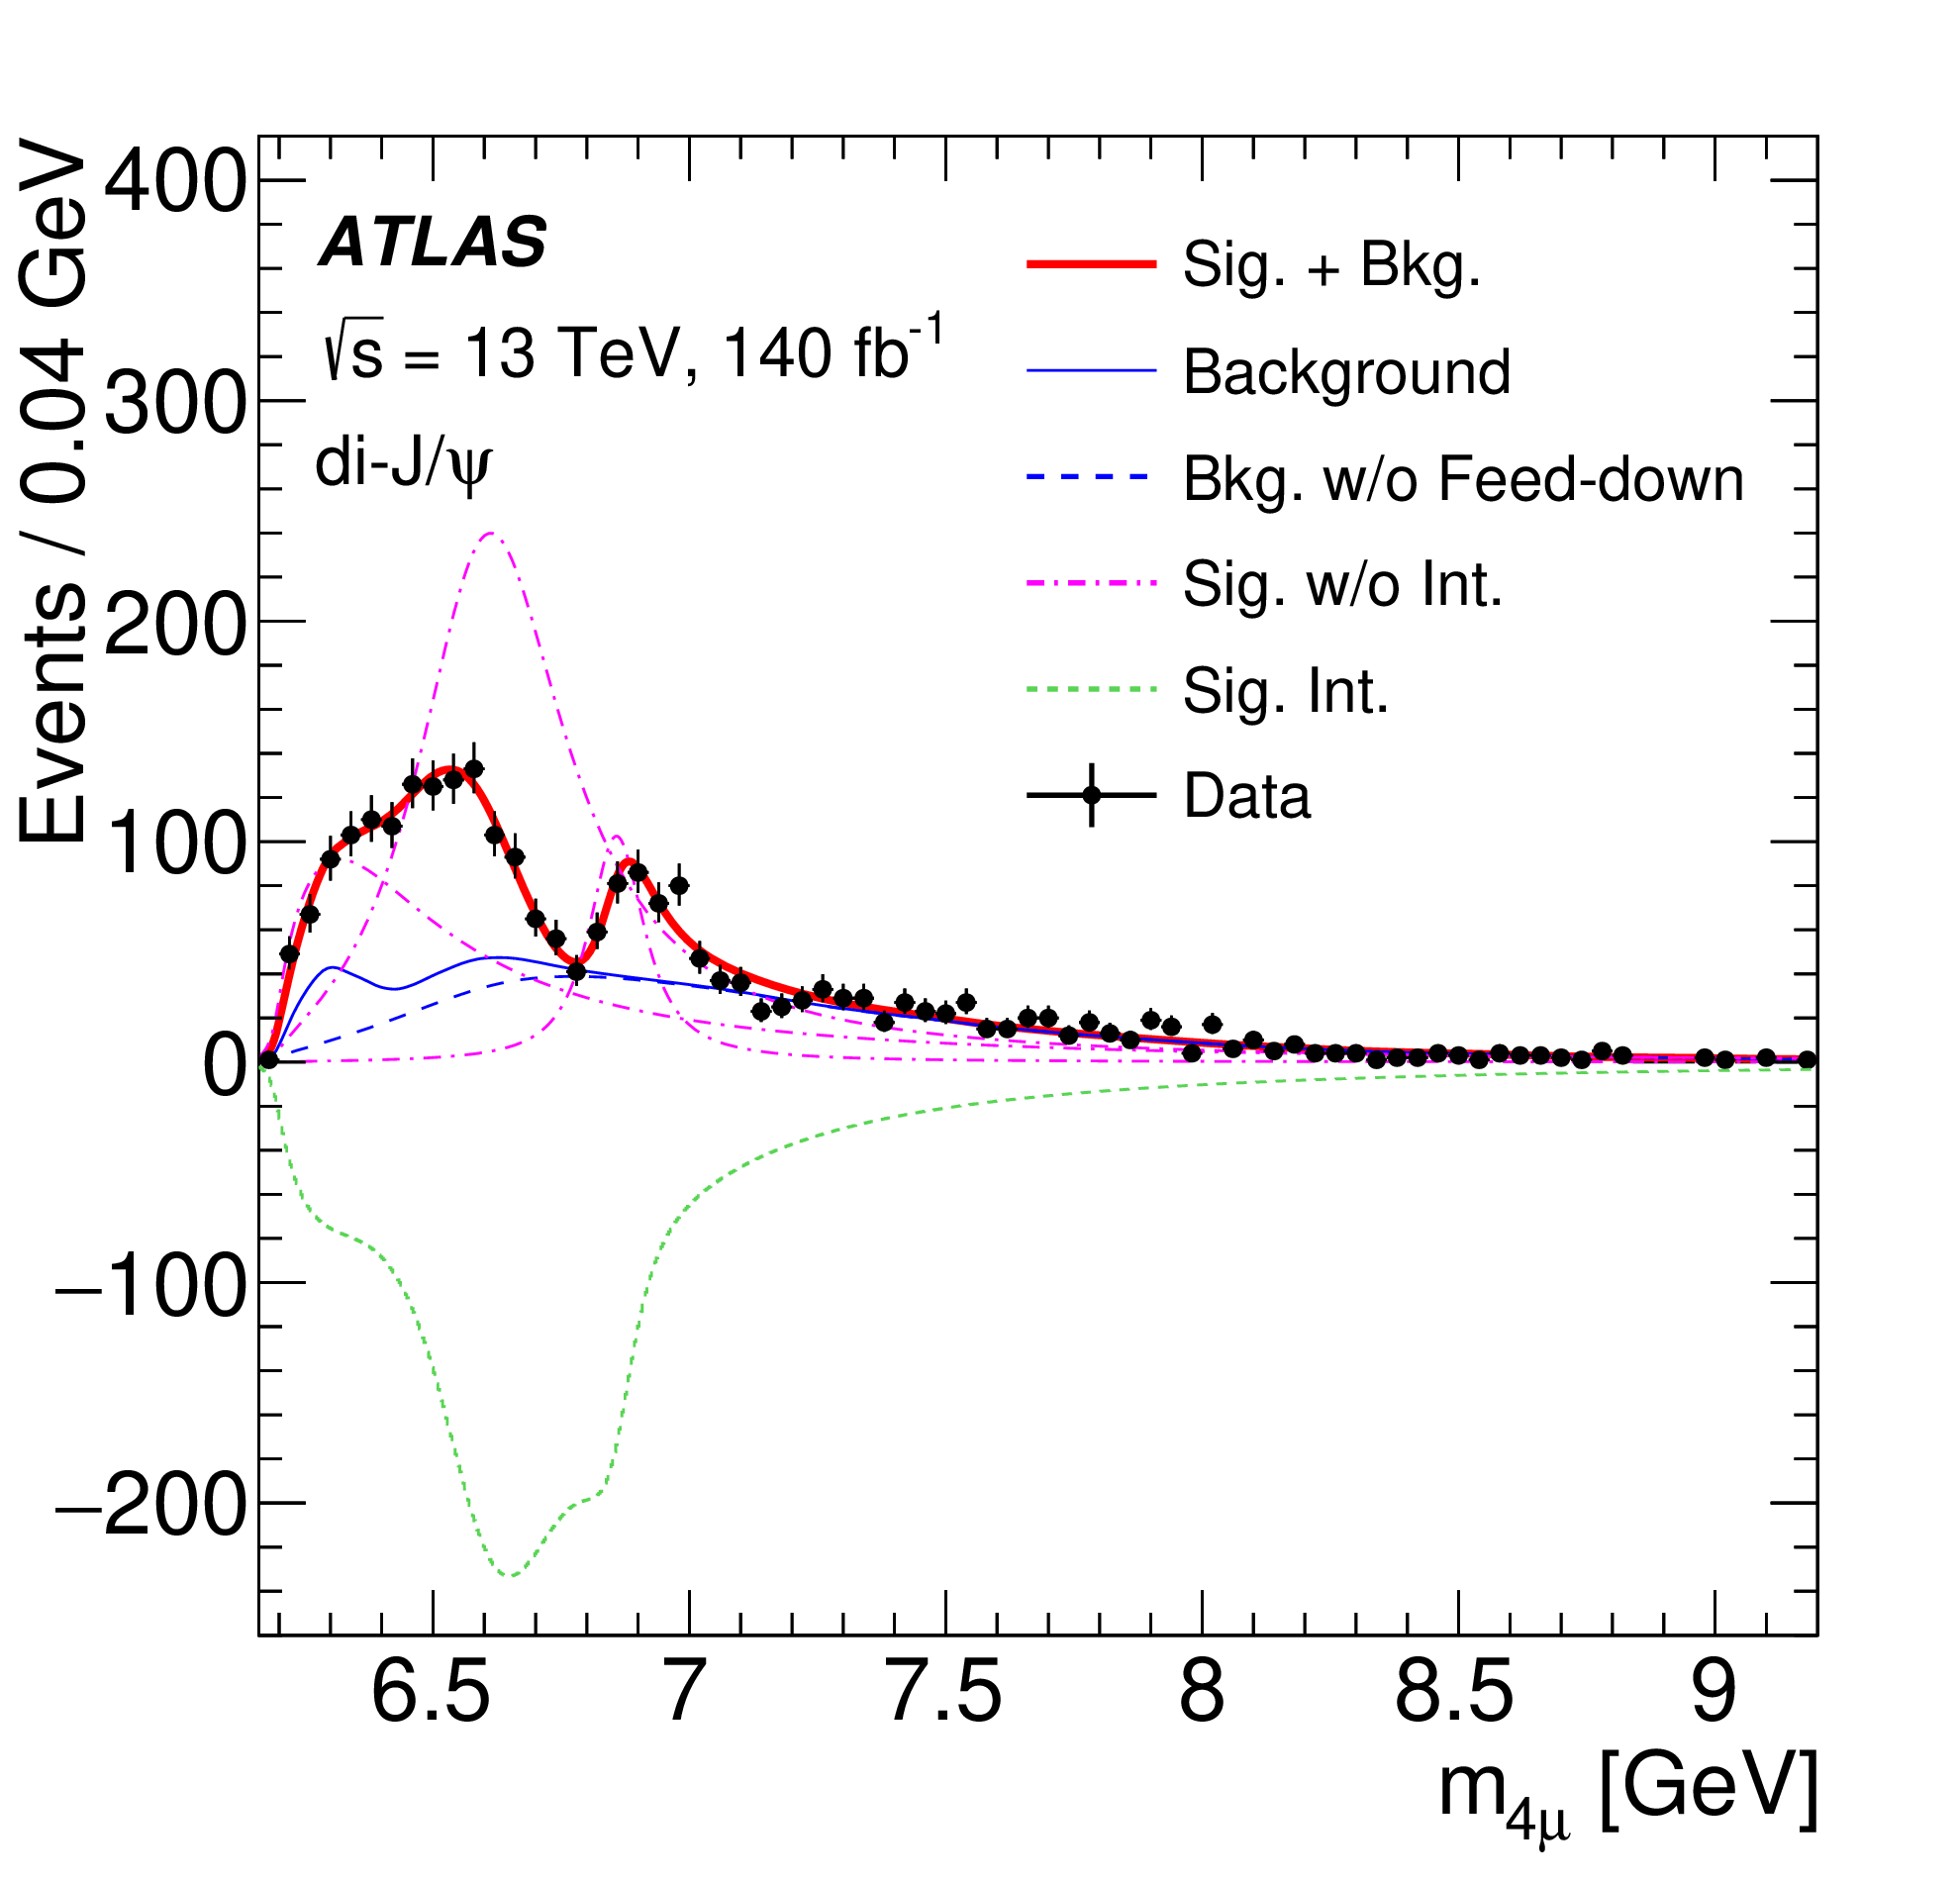 Events / 0.04 GeV
400
300
200
100
0
−100
−200
ATLAS
√s = 13 TeV, 140 fb⁻¹
di-J/ψ
Sig. + Bkg.
Background
Bkg. w/o Feed-down
Sig. w/o Int.
Sig. Int.
Data
6.5 7 7.5 8 8.5 9
m₄μ [GeV]